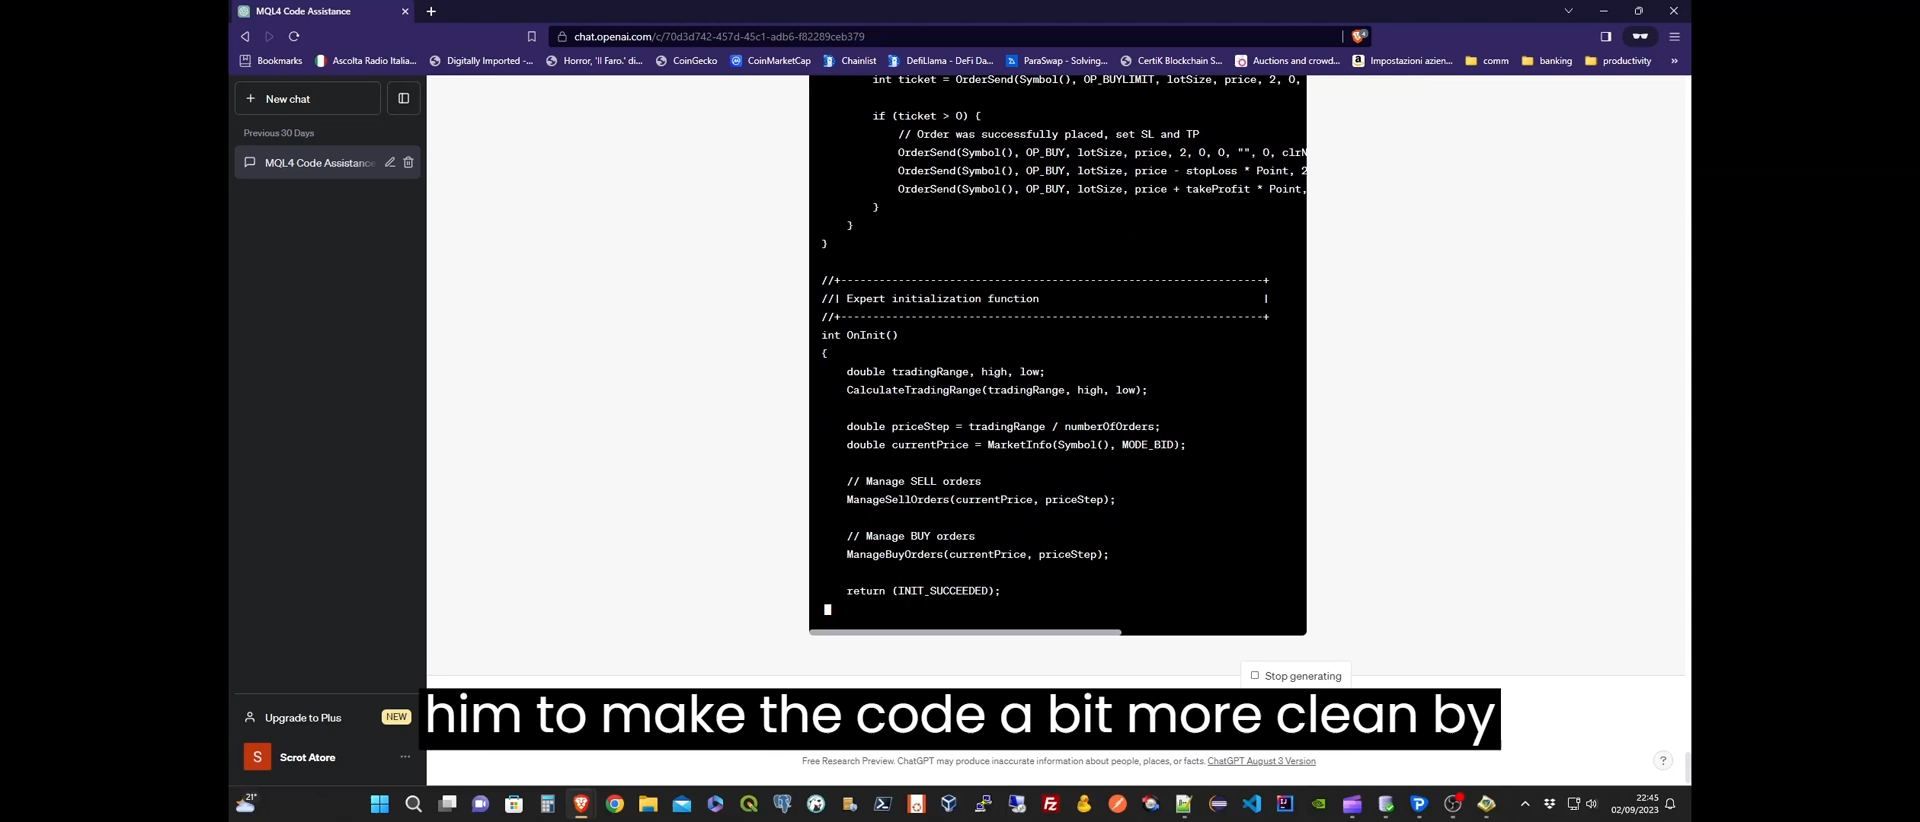 MQL4 Code Assistance
chat.openai.com/c/70d3d742-457d-45c1-adb6-f82289ceb379
Bookmarks
Ascolta Radio Italia...
Digitally Imported -...
Horror, 'Il Faro.' di...
CoinGecko
CoinMarketCap
Chainlist
DefiLlama - DeFi Da...
ParaSwap - Solving...
CertiK Blockchain S...
Auctions and crowd...
Impostazioni azien...
comm
banking
productivity
New chat
Previous 30 Days
MQL4 Code Assistance
int ticket = OrderSend(Symbol(), OP_BUYLIMIT, lotSize, price, 2, 0,
if (ticket > 0) {
// Order was successfully placed, set SL and TP
OrderSend(Symbol(), OP_BUY, lotSize, price, 2, 0, 0, "", 0, clrN
OrderSend(Symbol(), OP_BUY, lotSize, price - stopLoss * Point, 2
OrderSend(Symbol(), OP_BUY, lotSize, price + takeProfit * Point,
}
}
}
//+------------------------------------------------------------------+
//| Expert initialization function |
//+------------------------------------------------------------------+
int OnInit()
{
double tradingRange, high, low;
CalculateTradingRange(tradingRange, high, low);
double priceStep = tradingRange / numberOfOrders;
double currentPrice = MarketInfo(Symbol(), MODE_BID);
// Manage SELL orders
ManageSellOrders(currentPrice, priceStep);
// Manage BUY orders
ManageBuyOrders(currentPrice, priceStep);
return (INIT_SUCCEEDED);
Stop generating
Upgrade to Plus
NEW
him to make the code a bit more clean by
S
Scrot Atore
Free Research Preview. ChatGPT may produce inaccurate information about people, places, or facts. ChatGPT August 3 Version
?
21°
22:45
02/09/2023